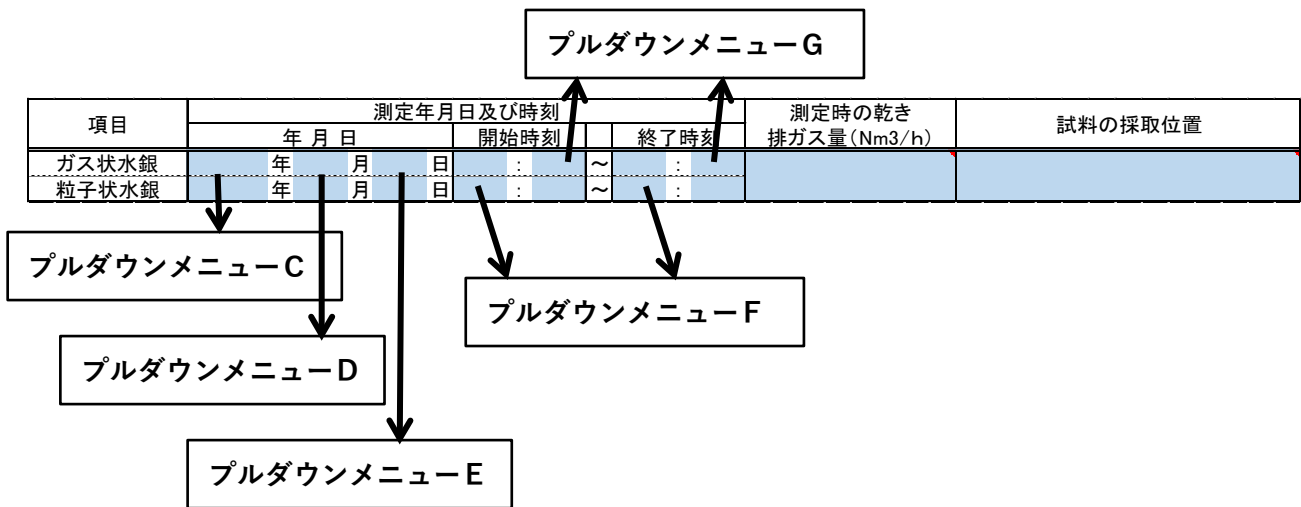 プルダウンメニューG
項目
測定年月日及び時刻
測定時の乾き
排ガス量(Nm3/h)
試料の採取位置
年 月 日
開始時刻
終了時刻
ガス状水銀 年 月 日 : ~ :
粒子状水銀 年 月 日 : ~ :
プルダウンメニューC
プルダウンメニューF
プルダウンメニューD
プルダウンメニューE